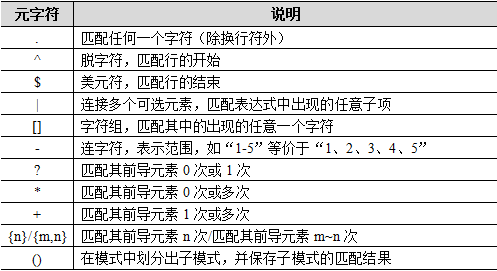 元字符 说明
. 匹配任何一个字符（除换行符外）
^ 脱字符，匹配行的开始
$ 美元符，匹配行的结束
| 连接多个可选元素，匹配表达式中出现的任意子项
[] 字符组，匹配其中的出现的任意一个字符
- 连字符，表示范围，如“1-5”等价于“1、2、3、4、5”
? 匹配其前导元素 0 次或 1 次
* 匹配其前导元素 0 次或多次
+ 匹配其前导元素 1 次或多次
{n}/{m,n} 匹配其前导元素 n 次/匹配其前导元素 m~n 次
() 在模式中划分出子模式，并保存子模式的匹配结果